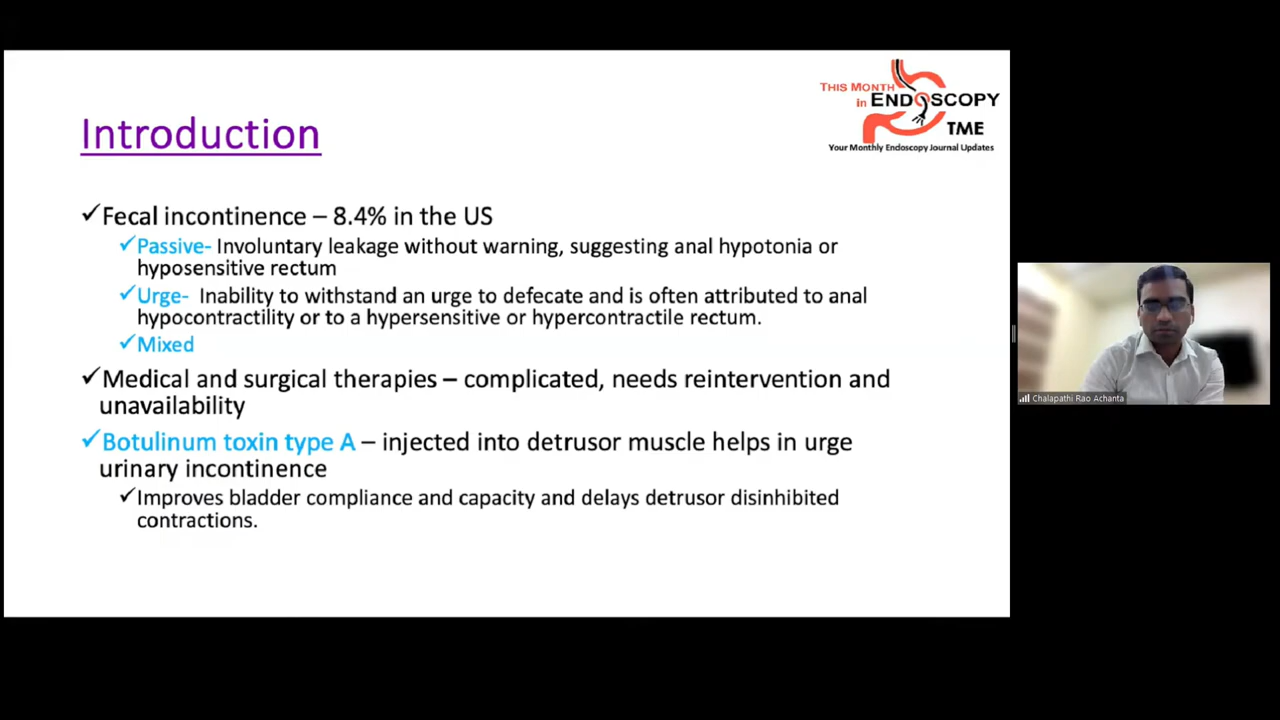 THIS MONTH
in ENDOSCOPY
TME
Your Monthly Endoscopy Journal Updates
Introduction
✓Fecal incontinence – 8.4% in the US
✓Passive- Involuntary leakage without warning, suggesting anal hypotonia or
hyposensitive rectum
✓Urge- Inability to withstand an urge to defecate and is often attributed to anal
hypocontractility or to a hypersensitive or hypercontractile rectum.
✓Mixed
✓Medical and surgical therapies – complicated, needs reintervention and
unavailability
✓Botulinum toxin type A – injected into detrusor muscle helps in urge
urinary incontinence
✓Improves bladder compliance and capacity and delays detrusor disinhibited
contractions.
Chalapathi Rao Achanta